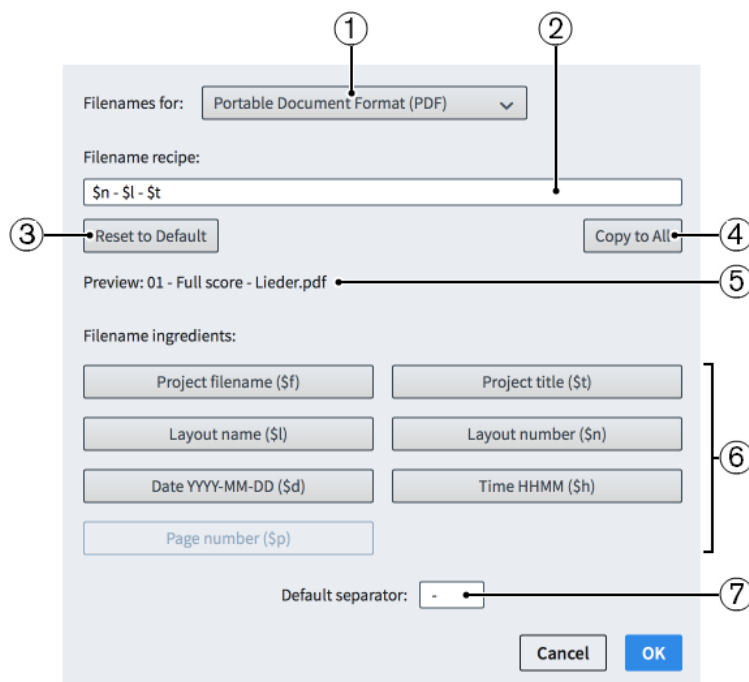 ① ②
Filenames for: Portable Document Format (PDF)
Filename recipe:
$n - $l - $t
③ Reset to Default Copy to All ④
Preview: 01 - Full score - Lieder.pdf ⑤
Filename ingredients:
Project filename ($f) Project title ($t)
Layout name ($l) Layout number ($n)
⑥
Date YYYY-MM-DD ($d) Time HHMM ($h)
Page number ($p)
Default separator: - ⑦
Cancel OK